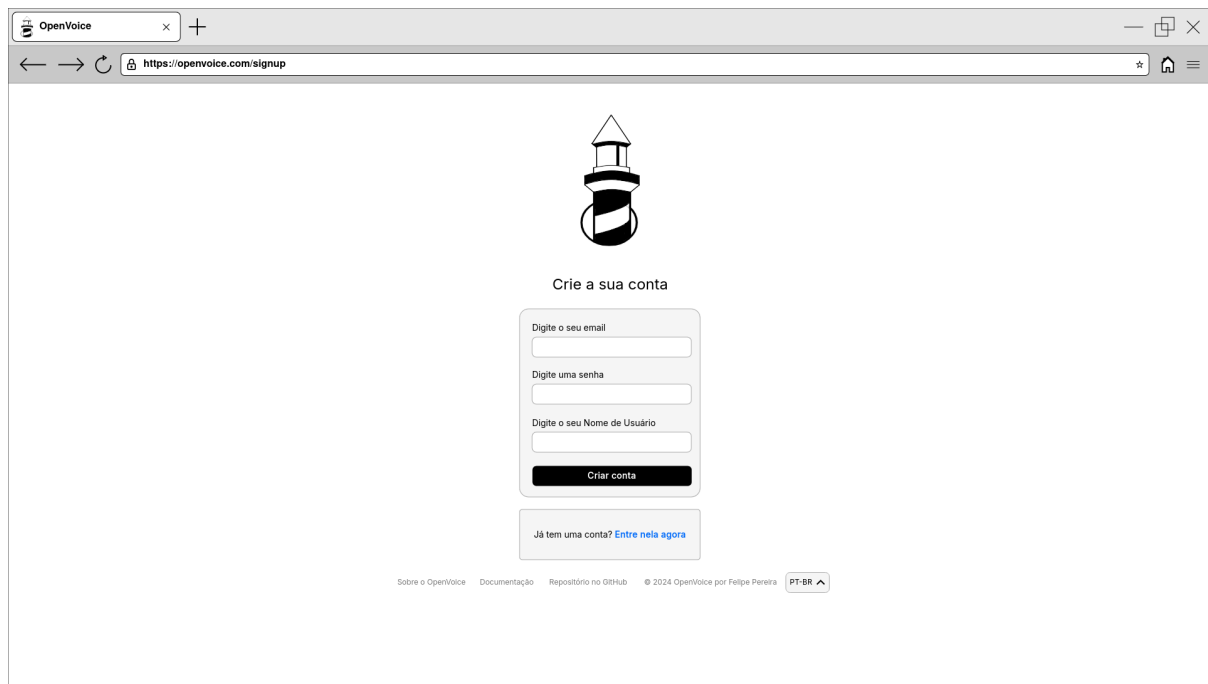 OpenVoice
https://openvoice.com/signup
Crie a sua conta
Digite o seu email
Digite uma senha
Digite o seu Nome de Usuário
Criar conta
Já tem uma conta? Entre nela agora
Sobre o OpenVoice Documentação Repositório no GitHub © 2024 OpenVoice por Felipe Pereira PT-BR